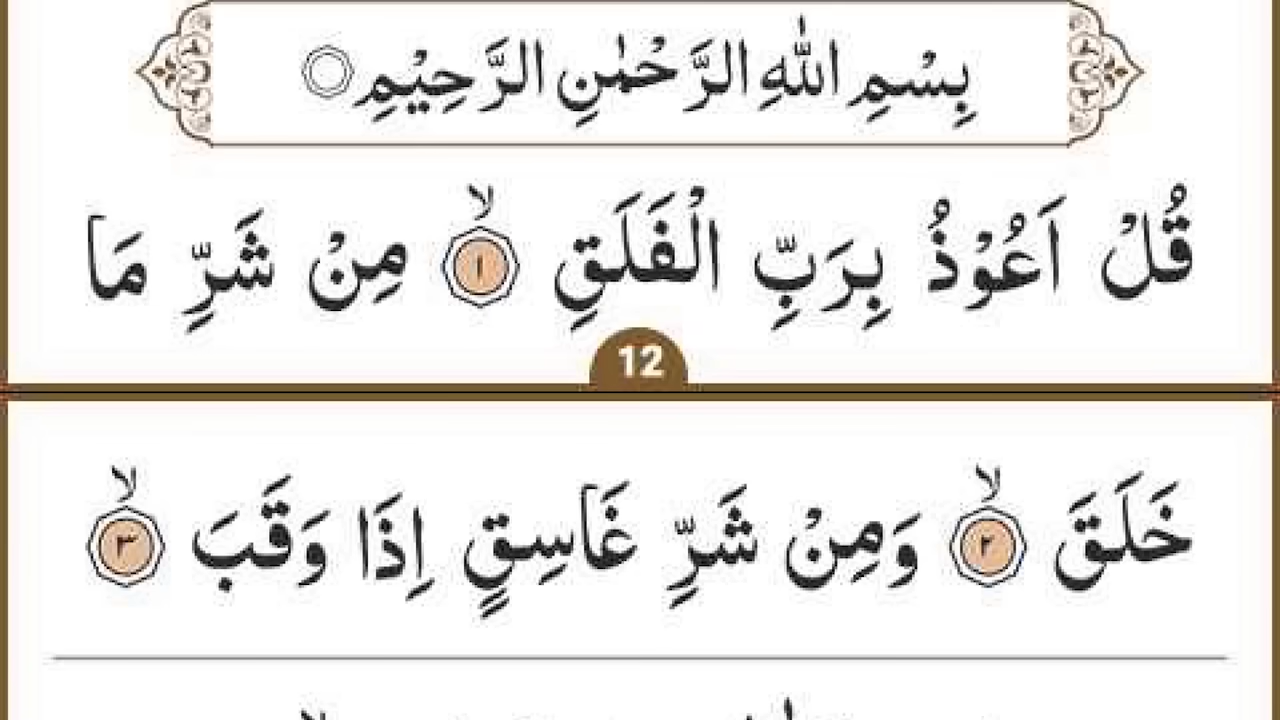 بِسْمِ اللّٰهِ الرَّحْمٰنِ الرَّحِيْمِ
قُلْ اَعُوْذُ بِرَبِّ الْفَلَقِ ۙ ١ مِنْ شَرِّ مَا
12
خَلَقَ ۙ ٢ وَمِنْ شَرِّ غَاسِقٍ اِذَا وَقَبَ ۙ ٣